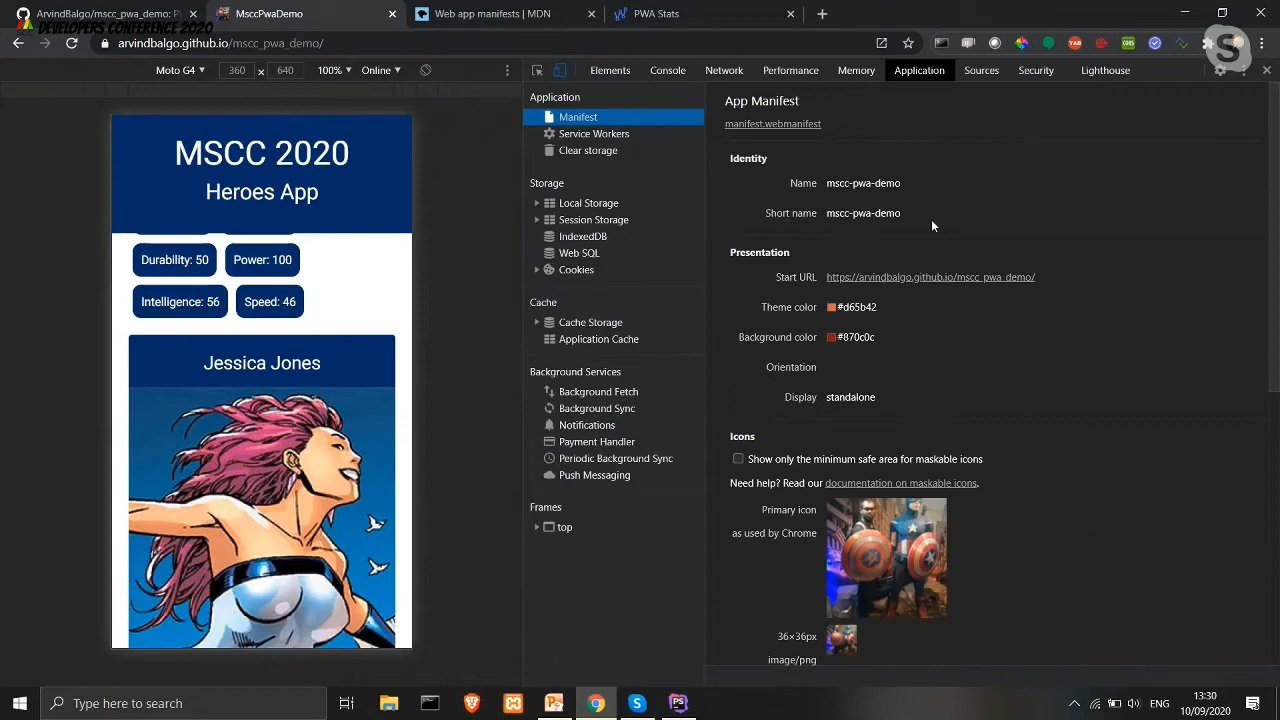 ArvindBalgo/mscc_pwa_demo: P
MsccPwaDemo
Web app manifests | MDN
PWA Stats
DEVELOPERS CONFERENCE 2020
arvindbalgo.github.io/mscc_pwa_demo/
YAB
CORS
S
Moto G4
360
x
640
100%
Online
Elements
Console
Network
Performance
Memory
Application
Sources
Security
Lighthouse
MSCC 2020
Heroes App
Durability: 50
Power: 100
Intelligence: 56
Speed: 46
Jessica Jones
Application
Manifest
Service Workers
Clear storage
Storage
Local Storage
Session Storage
IndexedDB
Web SQL
Cookies
Cache
Cache Storage
Application Cache
Background Services
Background Fetch
Background Sync
Notifications
Payment Handler
Periodic Background Sync
Push Messaging
Frames
top
App Manifest
manifest.webmanifest
Identity
Name mscc-pwa-demo
Short name mscc-pwa-demo
Presentation
Start URL https://arvindbalgo.github.io/mscc_pwa_demo/
Theme color #d65b42
Background color #870c0c
Orientation
Display standalone
Icons
Show only the minimum safe area for maskable icons
Need help? Read our documentation on maskable icons.
Primary icon
as used by Chrome
36×36px
image/png
Type here to search
ENG
13:30
10/09/2020